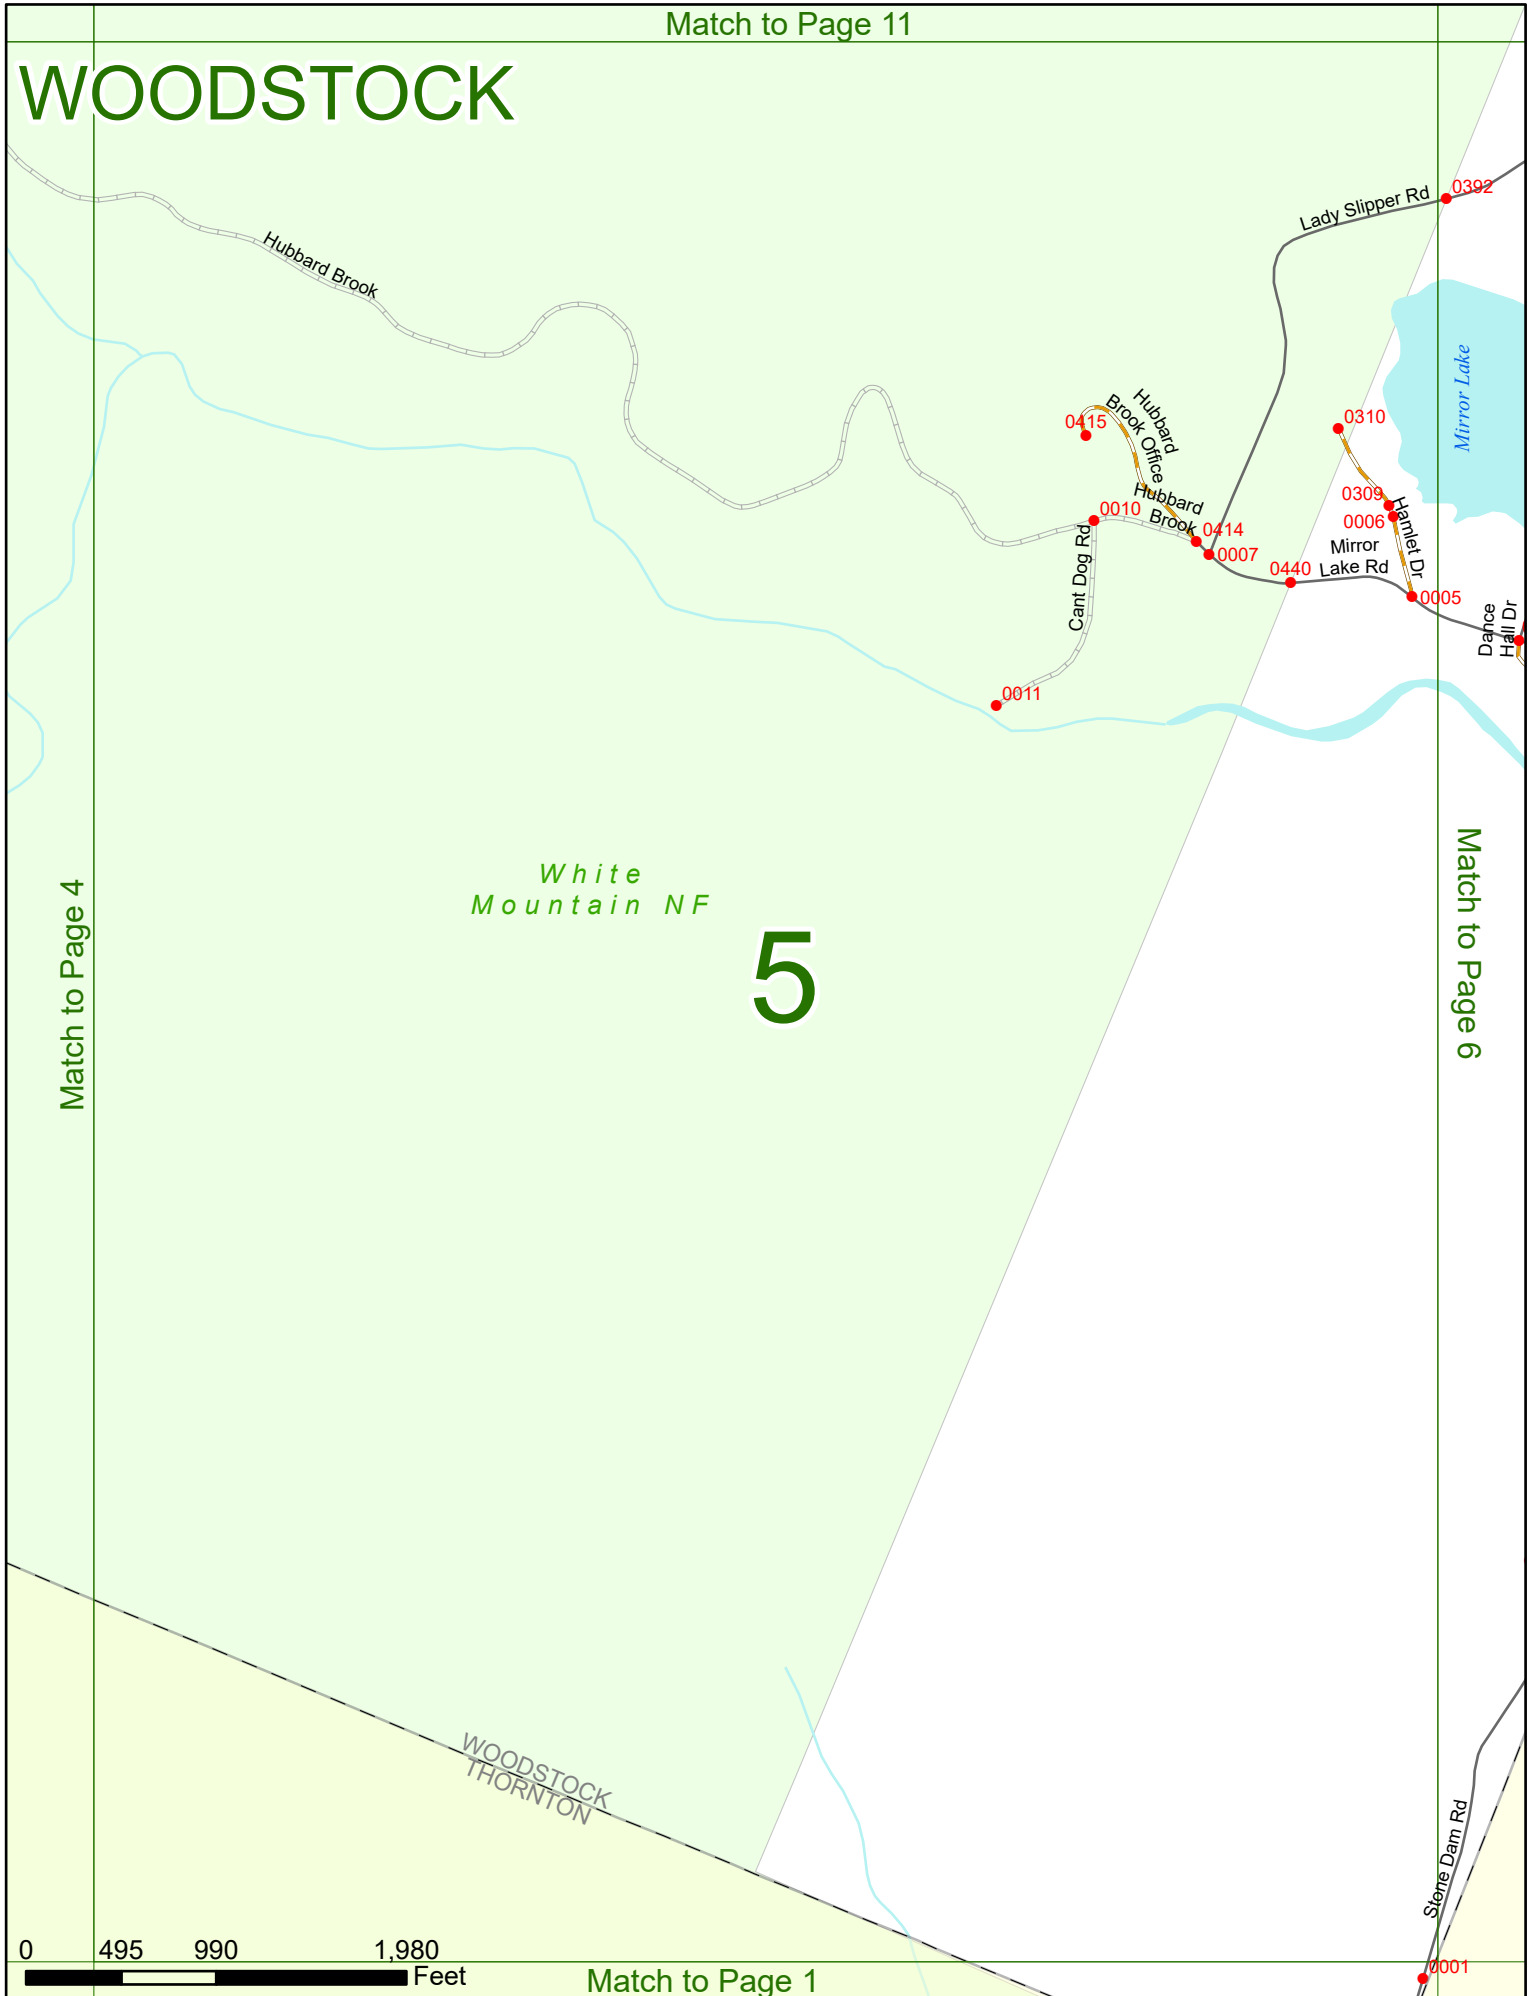 Match to Page 11
WOODSTOCK
0392
Lady Slipper Rd
Hubbard Brook
Mirror Lake
Hubbard
Brook Office
0415
0310
Hubbard
Brook
0309
0006
Hamlet Dr
0010
0414
0007
Mirror
Lake Rd
0440
0005
Cant Dog Rd
Dance
Hall Dr
0011
White
Mountain NF
5
Match to Page 4
Match to Page 6
WOODSTOCK
THORNTON
Stone Dam Rd
0 495 990 1,980
Feet
Match to Page 1
0001